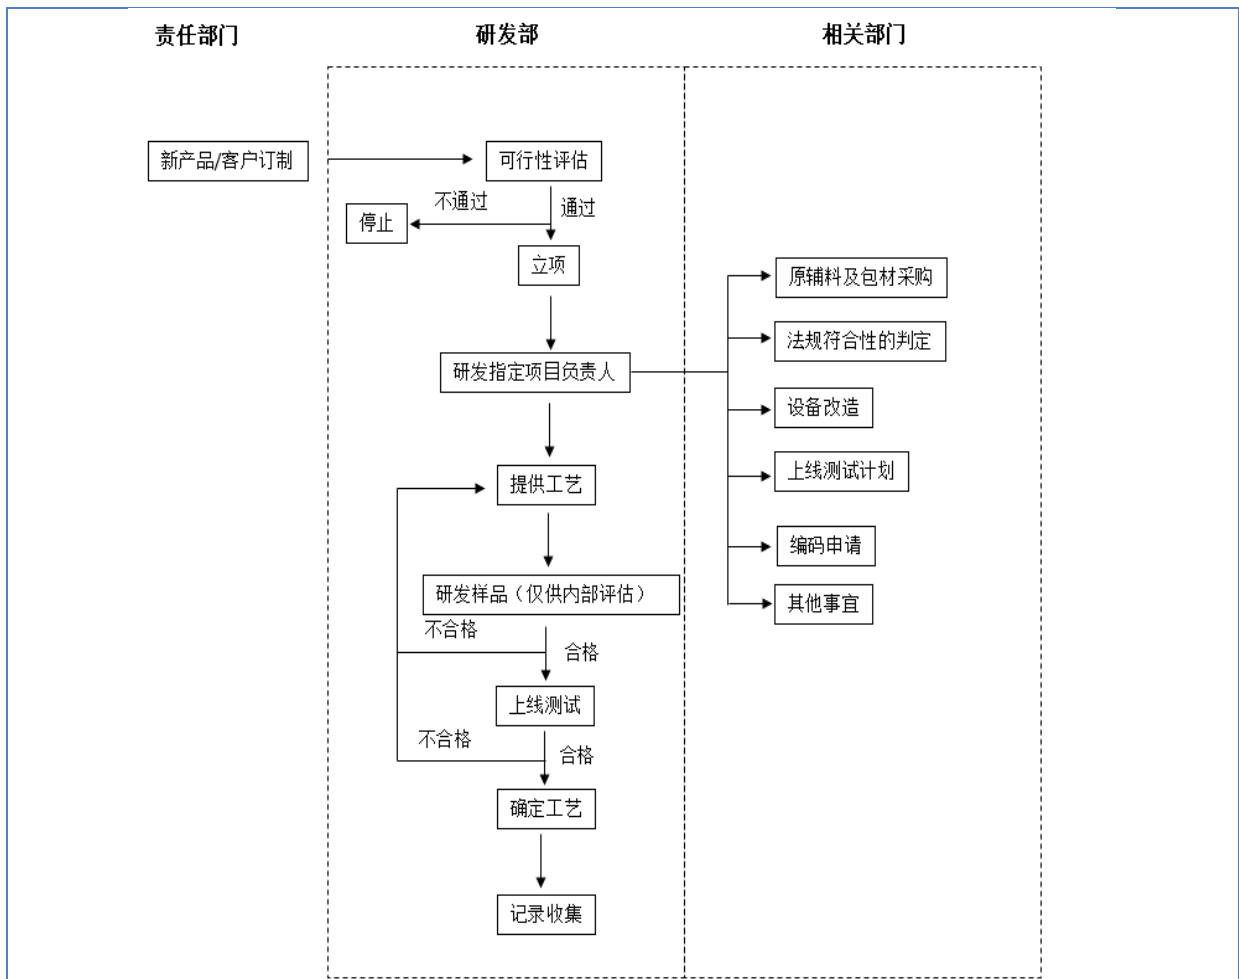 责任部门
研发部
相关部门
新产品/客户订制
可行性评估
不通过
通过
停止
立项
原辅料及包材采购
法规符合性的判定
研发指定项目负责人
设备改造
上线测试计划
提供工艺
编码申请
研发样品（仅供内部评估）
其他事宜
不合格
合格
上线测试
不合格
合格
确定工艺
记录收集